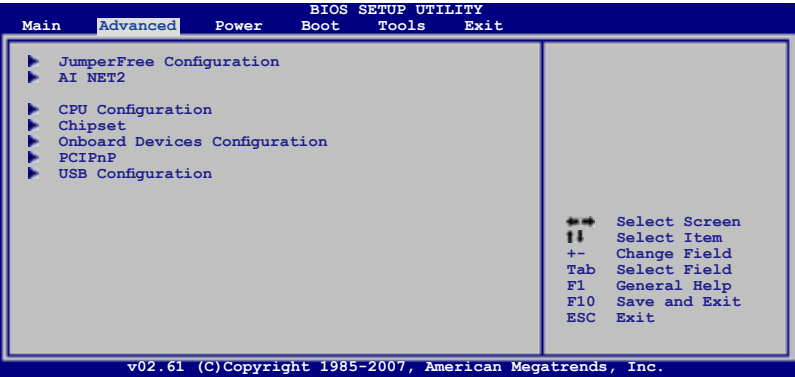 BIOS SETUP UTILITY
Main Advanced Power Boot Tools Exit
JumperFree Configuration
AI NET2
CPU Configuration
Chipset
Onboard Devices Configuration
PCIPnP
USB Configuration
Select Screen
Select Item
+- Change Field
Tab Select Field
F1 General Help
F10 Save and Exit
ESC Exit
v02.61 (C)Copyright 1985-2007, American Megatrends, Inc.